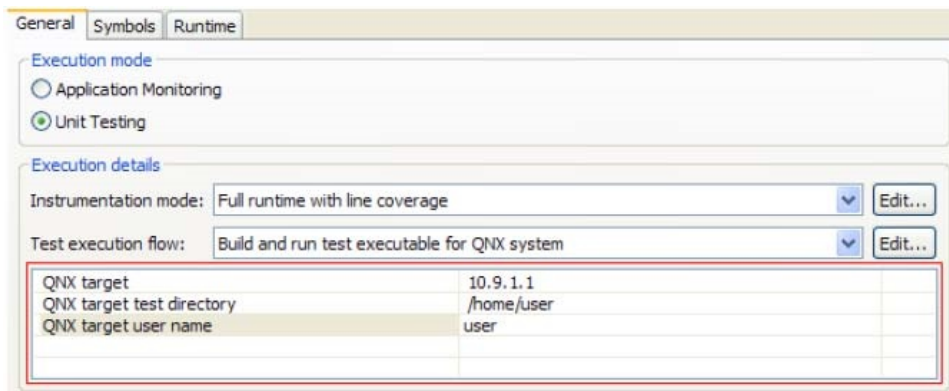 General Symbols Runtime
Execution mode
Application Monitoring
Unit Testing
Execution details
Instrumentation mode: Full runtime with line coverage Edit...
Test execution flow: Build and run test executable for QNX system Edit...
QNX target 10.9.1.1
QNX target test directory /home/user
QNX target user name user